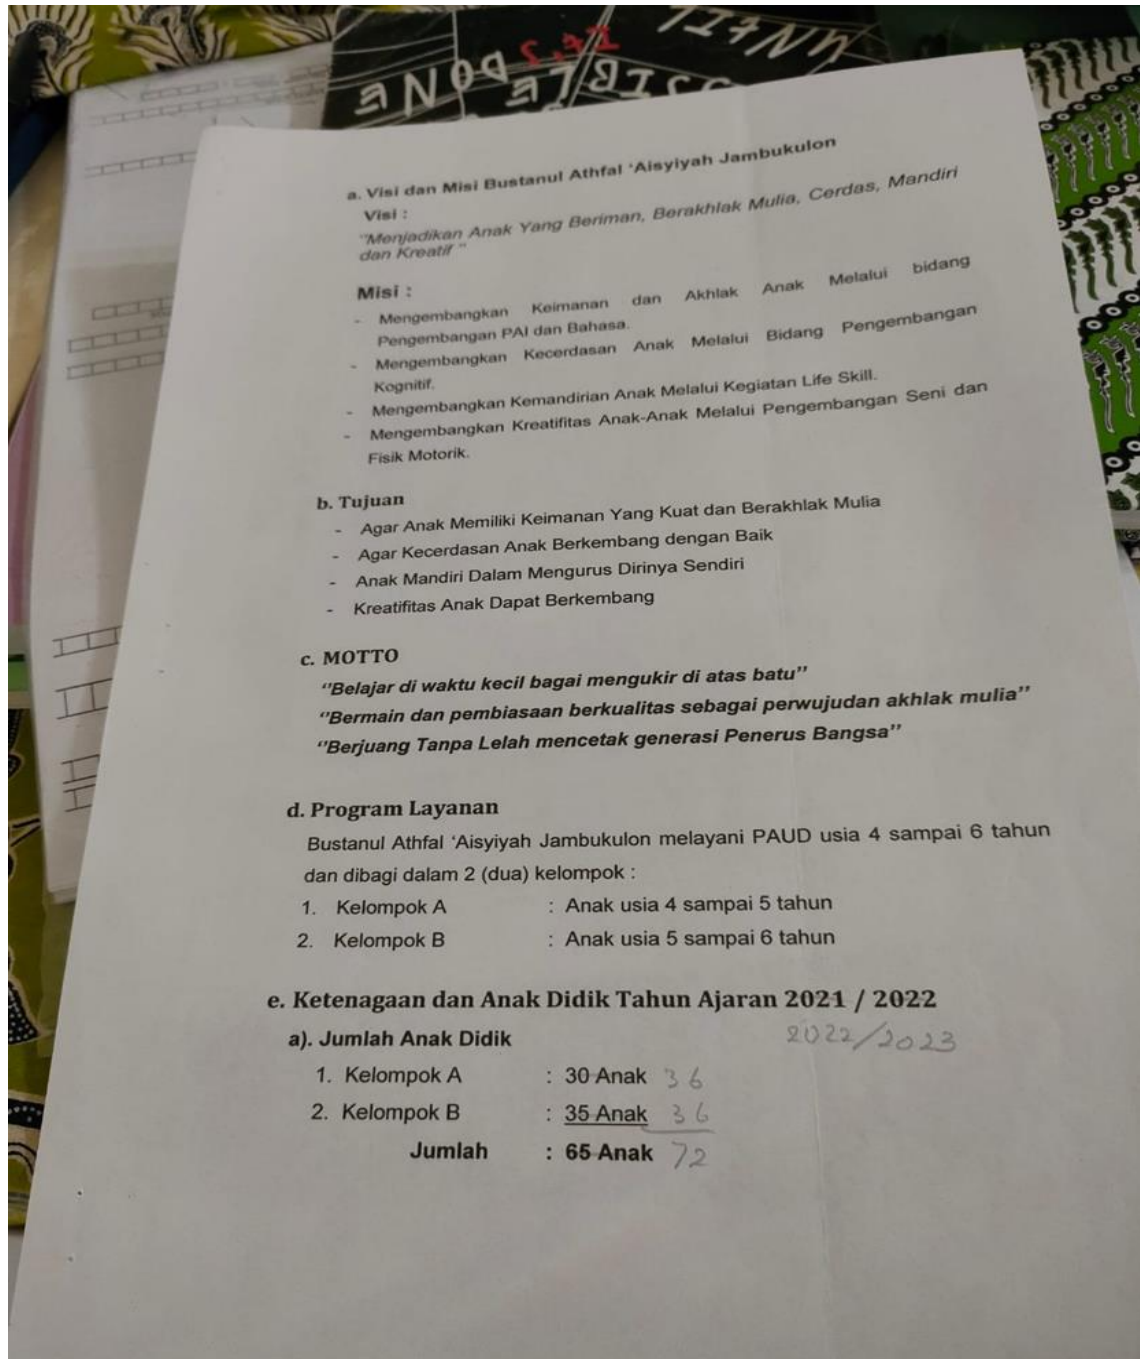 UNTIL
IT'S
SSIBLE
DONE
a. Visi dan Misi Bustanul Athfal 'Aisyiyah Jambukulon
Visi :
"Menjadikan Anak Yang Beriman, Berakhlak Mulia, Cerdas, Mandiri
dan Kreatif "
Misi :
- Mengembangkan Keimanan dan Akhlak Anak Melalui bidang
Pengembangan PAI dan Bahasa.
- Mengembangkan Kecerdasan Anak Melalui Bidang Pengembangan
Kognitif.
- Mengembangkan Kemandirian Anak Melalui Kegiatan Life Skill.
- Mengembangkan Kreatifitas Anak-Anak Melalui Pengembangan Seni dan
Fisik Motorik.
b. Tujuan
- Agar Anak Memiliki Keimanan Yang Kuat dan Berakhlak Mulia
- Agar Kecerdasan Anak Berkembang dengan Baik
- Anak Mandiri Dalam Mengurus Dirinya Sendiri
- Kreatifitas Anak Dapat Berkembang
c. MOTTO
"Belajar di waktu kecil bagai mengukir di atas batu"
"Bermain dan pembiasaan berkualitas sebagai perwujudan akhlak mulia"
"Berjuang Tanpa Lelah mencetak generasi Penerus Bangsa"
d. Program Layanan
Bustanul Athfal 'Aisyiyah Jambukulon melayani PAUD usia 4 sampai 6 tahun
dan dibagi dalam 2 (dua) kelompok :
1. Kelompok A : Anak usia 4 sampai 5 tahun
2. Kelompok B : Anak usia 5 sampai 6 tahun
e. Ketenagaan dan Anak Didik Tahun Ajaran 2021 / 2022
a). Jumlah Anak Didik 2022/2023
1. Kelompok A : 30 Anak 36
2. Kelompok B : 35 Anak 36
Jumlah : 65 Anak 72